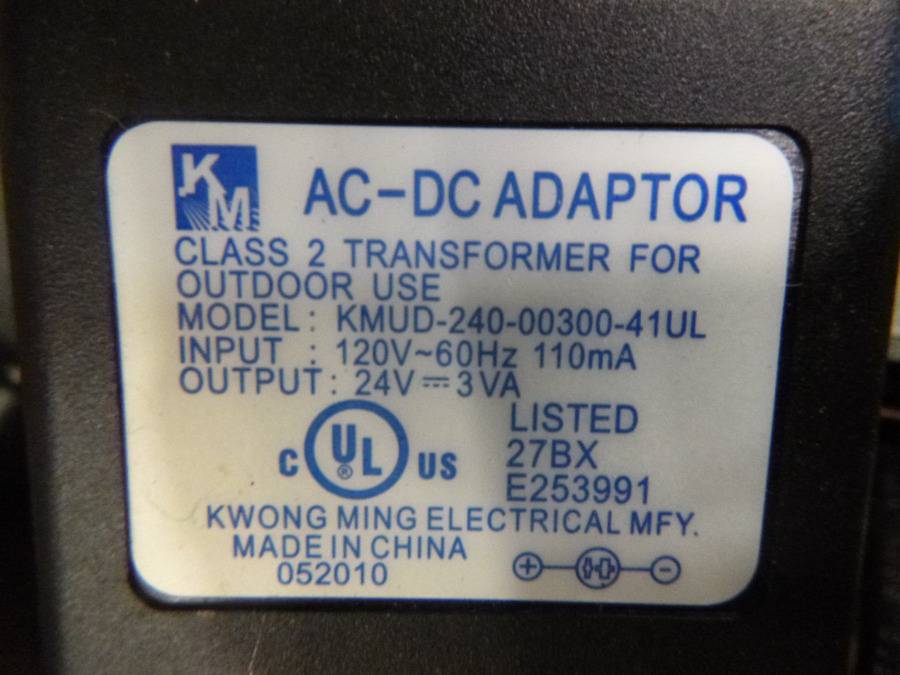 KM
AC-DC ADAPTOR
CLASS 2 TRANSFORMER FOR
OUTDOOR USE
MODEL: KMUD-240-00300-41UL
INPUT : 120V~60Hz 110mA
OUTPUT: 24V⎓3VA
C UL® US
LISTED
27BX
E253991
KWONG MING ELECTRICAL MFY.
MADE IN CHINA
052010